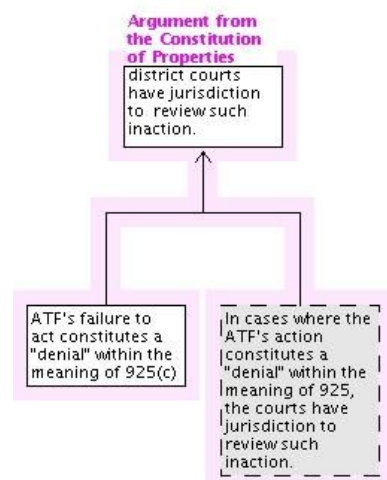 Argument from
the Constitution
of Properties
district courts
have jurisdiction
to review such
inaction.
ATF's failure to
act constitutes a
"denial" within the
meaning of 925(c)
In cases where the
ATF's action
constitutes a
"denial" within the
meaning of 925,
the courts have
jurisdiction to
review such
inaction.